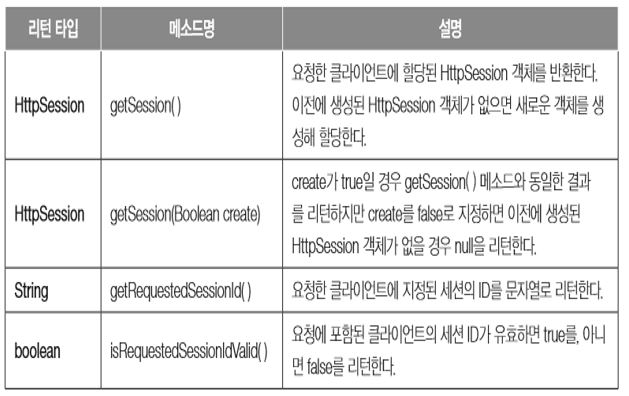 리턴 타입 메소드명 설명
HttpSession getSession( ) 요청한 클라이언트에 할당된 HttpSession 객체를 반환한다.
이전에 생성된 HttpSession 객체가 없으면 새로운 객체를 생
성해 할당한다.
HttpSession getSession(Boolean create) create가 true일 경우 getSession( ) 메소드와 동일한 결과
를 리턴하지만 create를 false로 지정하면 이전에 생성된
HttpSession 객체가 없을 경우 null을 리턴한다.
String getRequestedSessionId( ) 요청한 클라이언트에 지정된 세션의 ID를 문자열로 리턴한다.
boolean isRequestedSessionIdValid( ) 요청에 포함된 클라이언트의 세션 ID가 유효하면 true를, 아니
면 false를 리턴한다.